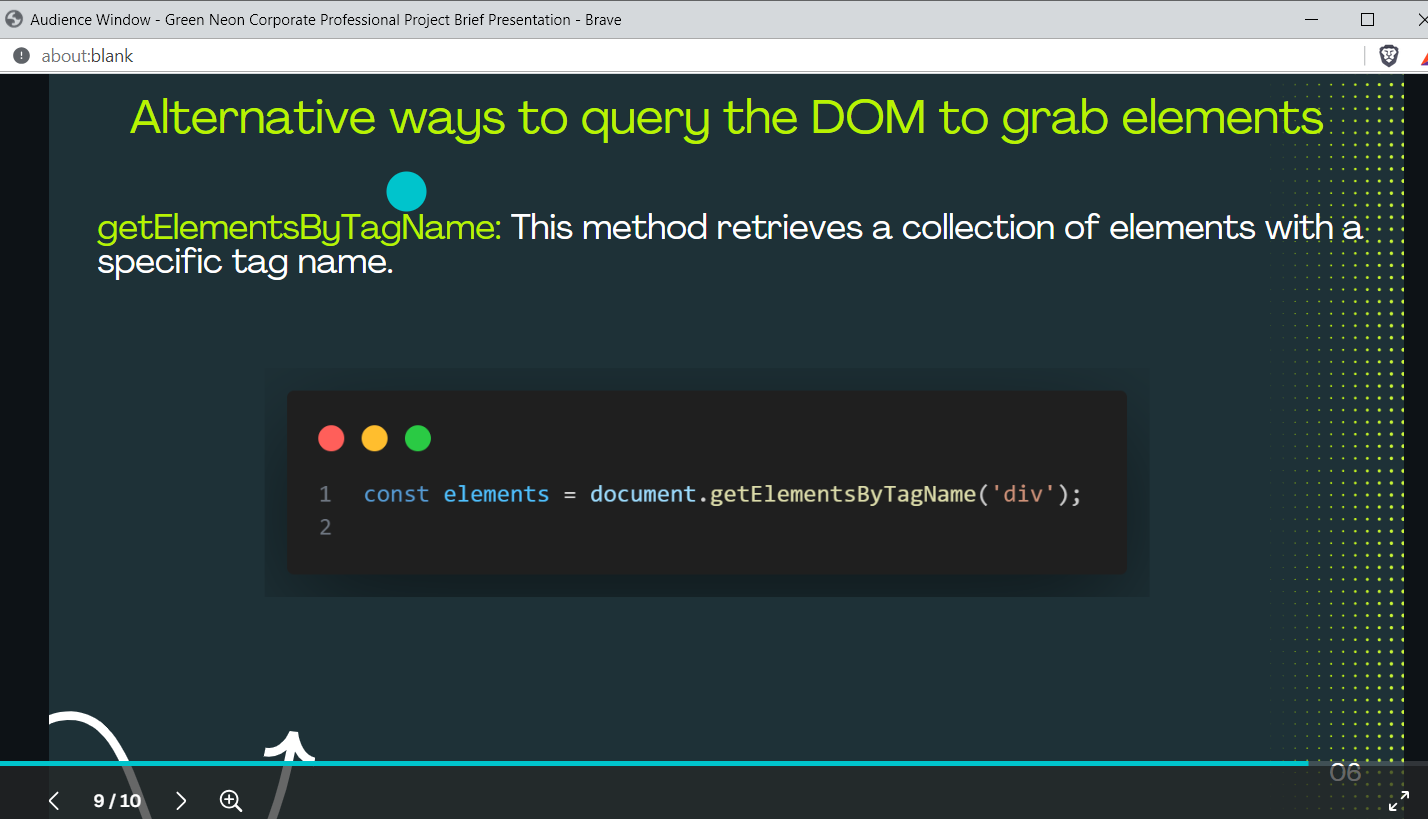 Audience Window - Green Neon Corporate Professional Project Brief Presentation - Brave
about:blank
Alternative ways to query the DOM to grab elements
getElementsByTagName: This method retrieves a collection of elements with a
specific tag name.
1 const elements = document.getElementsByTagName('div');
2
06
9 / 10